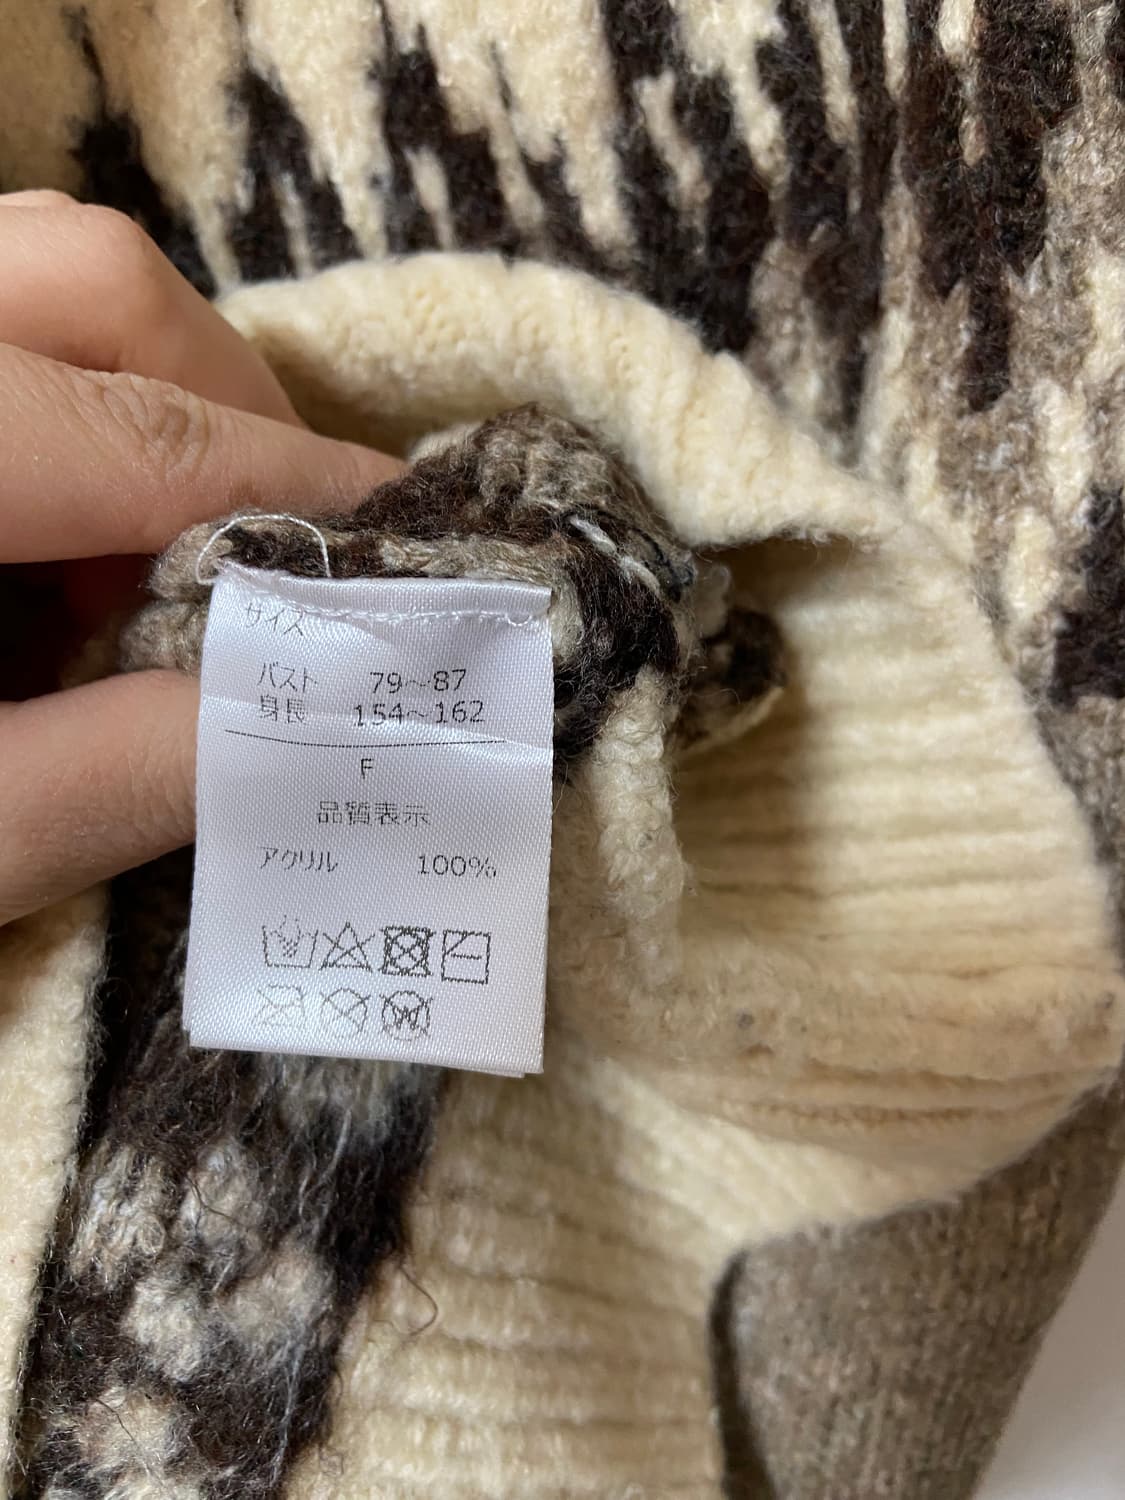 サイズ
バスト 79~87
身長 154~162
F
品質表示
アクリル 100%
W